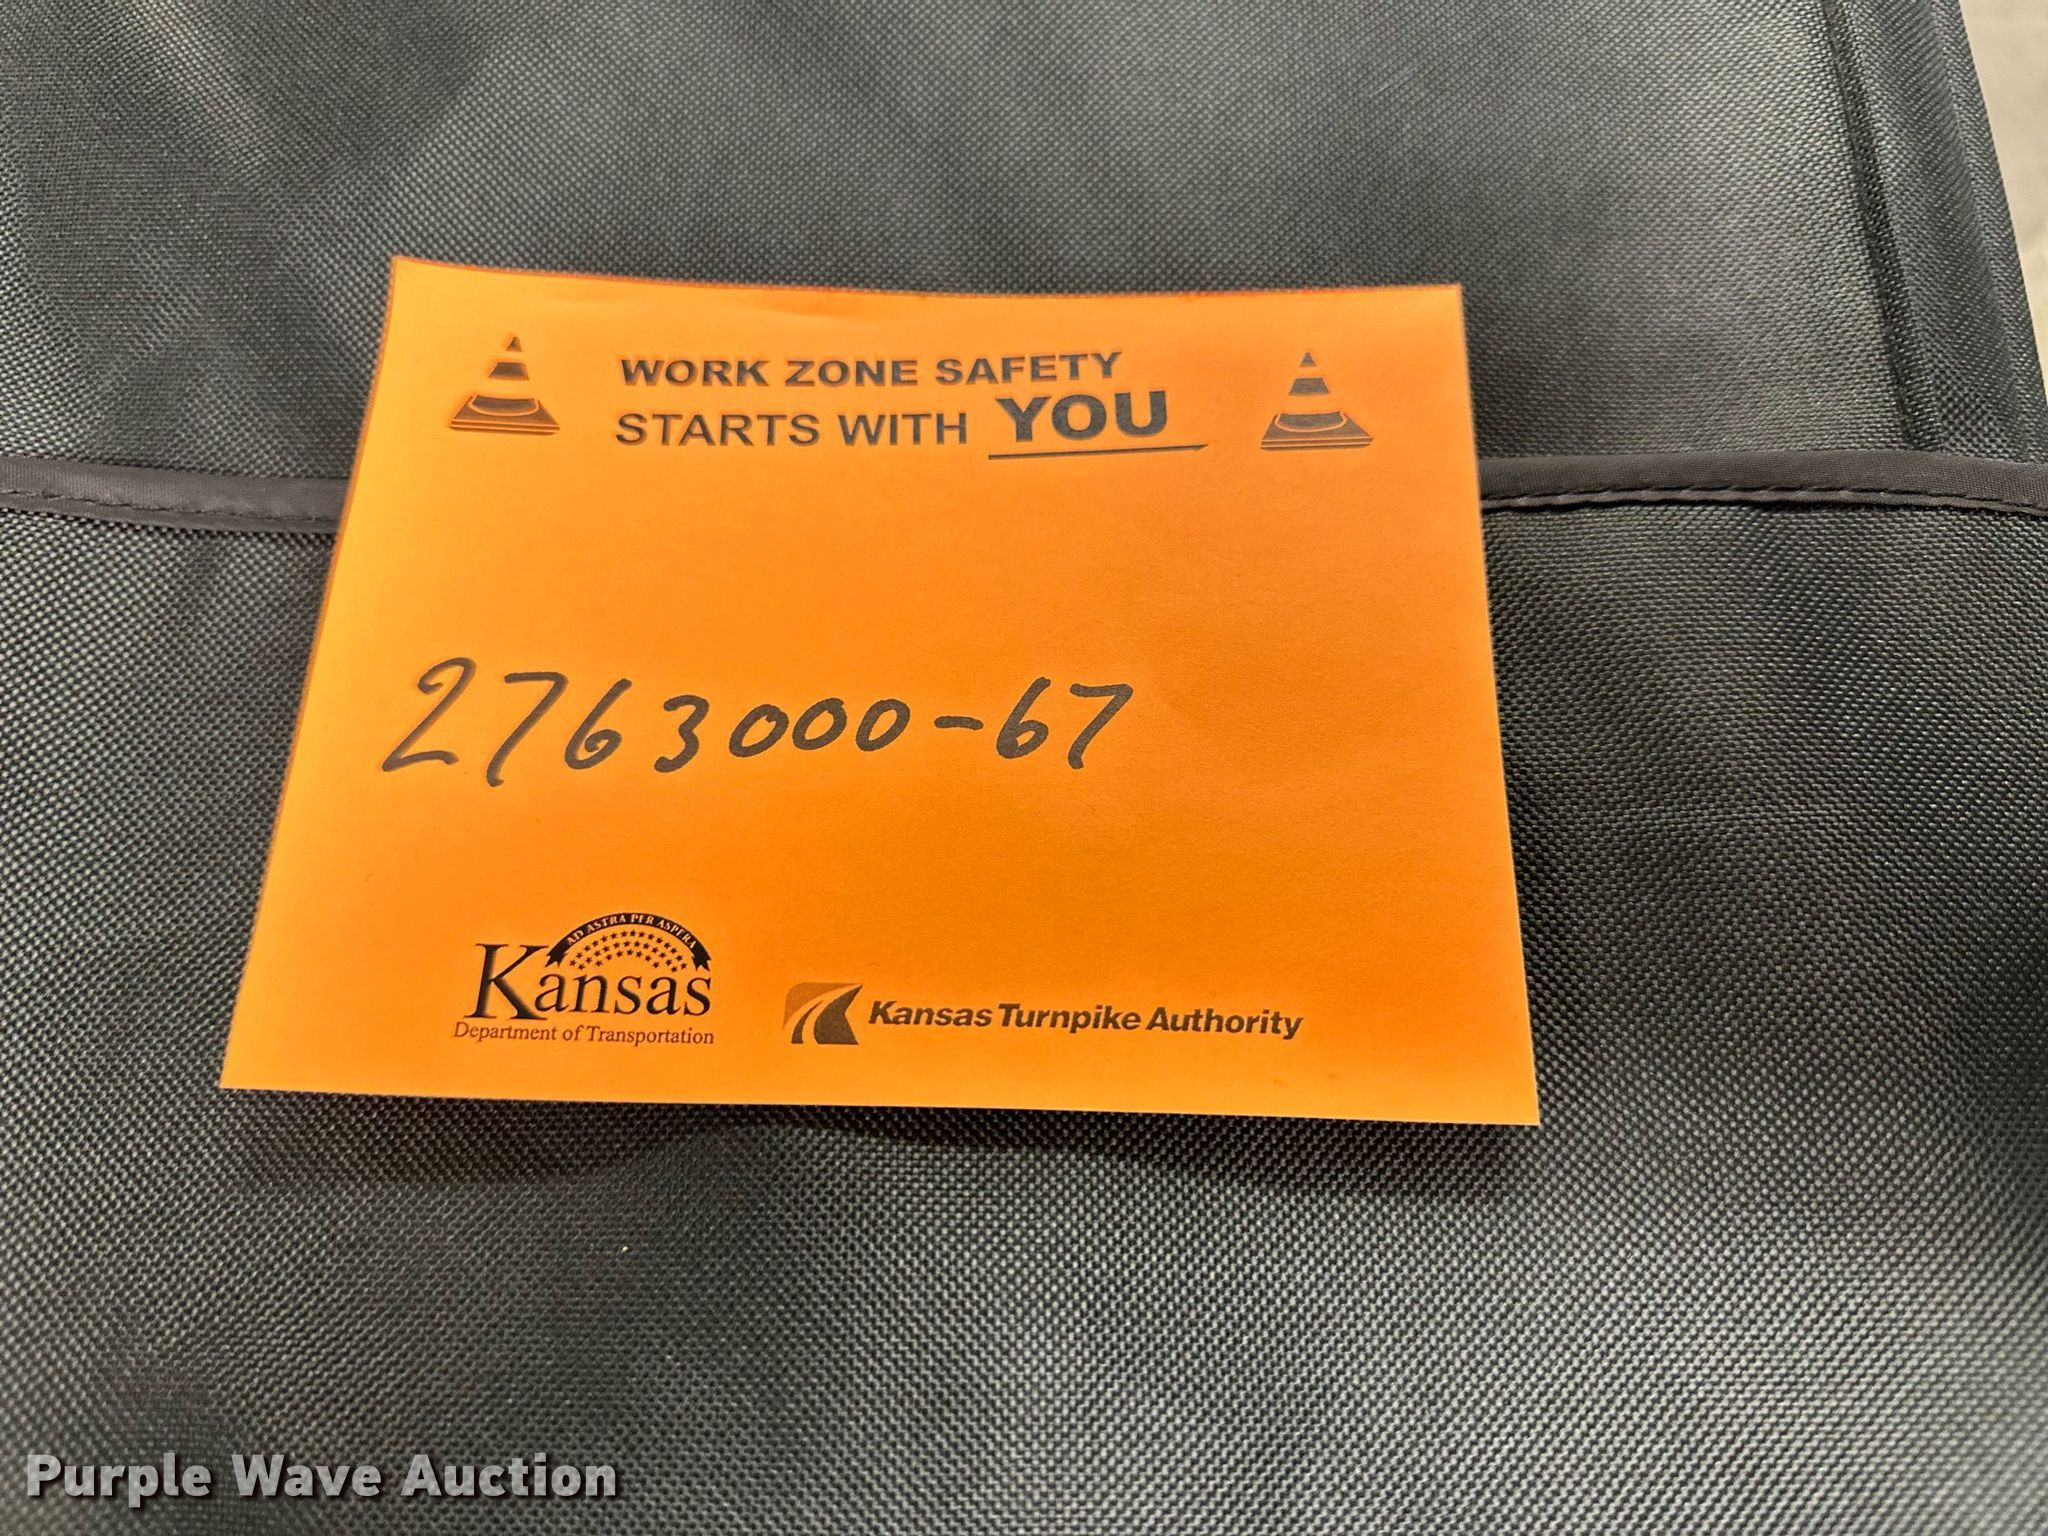 WORK ZONE SAFETY
STARTS WITH YOU
2763000-67
AD ASTRA PER ASPERA
Kansas
Department of Transportation
Kansas Turnpike Authority
Purple Wave Auction